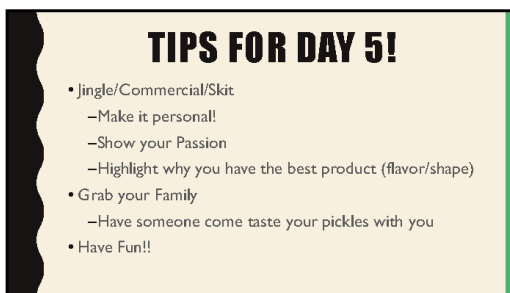 TIPS FOR DAY 5!
• Jingle/Commercial/Skit
–Make it personal!
–Show your Passion
–Highlight why you have the best product (flavor/shape)
• Grab your Family
–Have someone come taste your pickles with you
• Have Fun!!